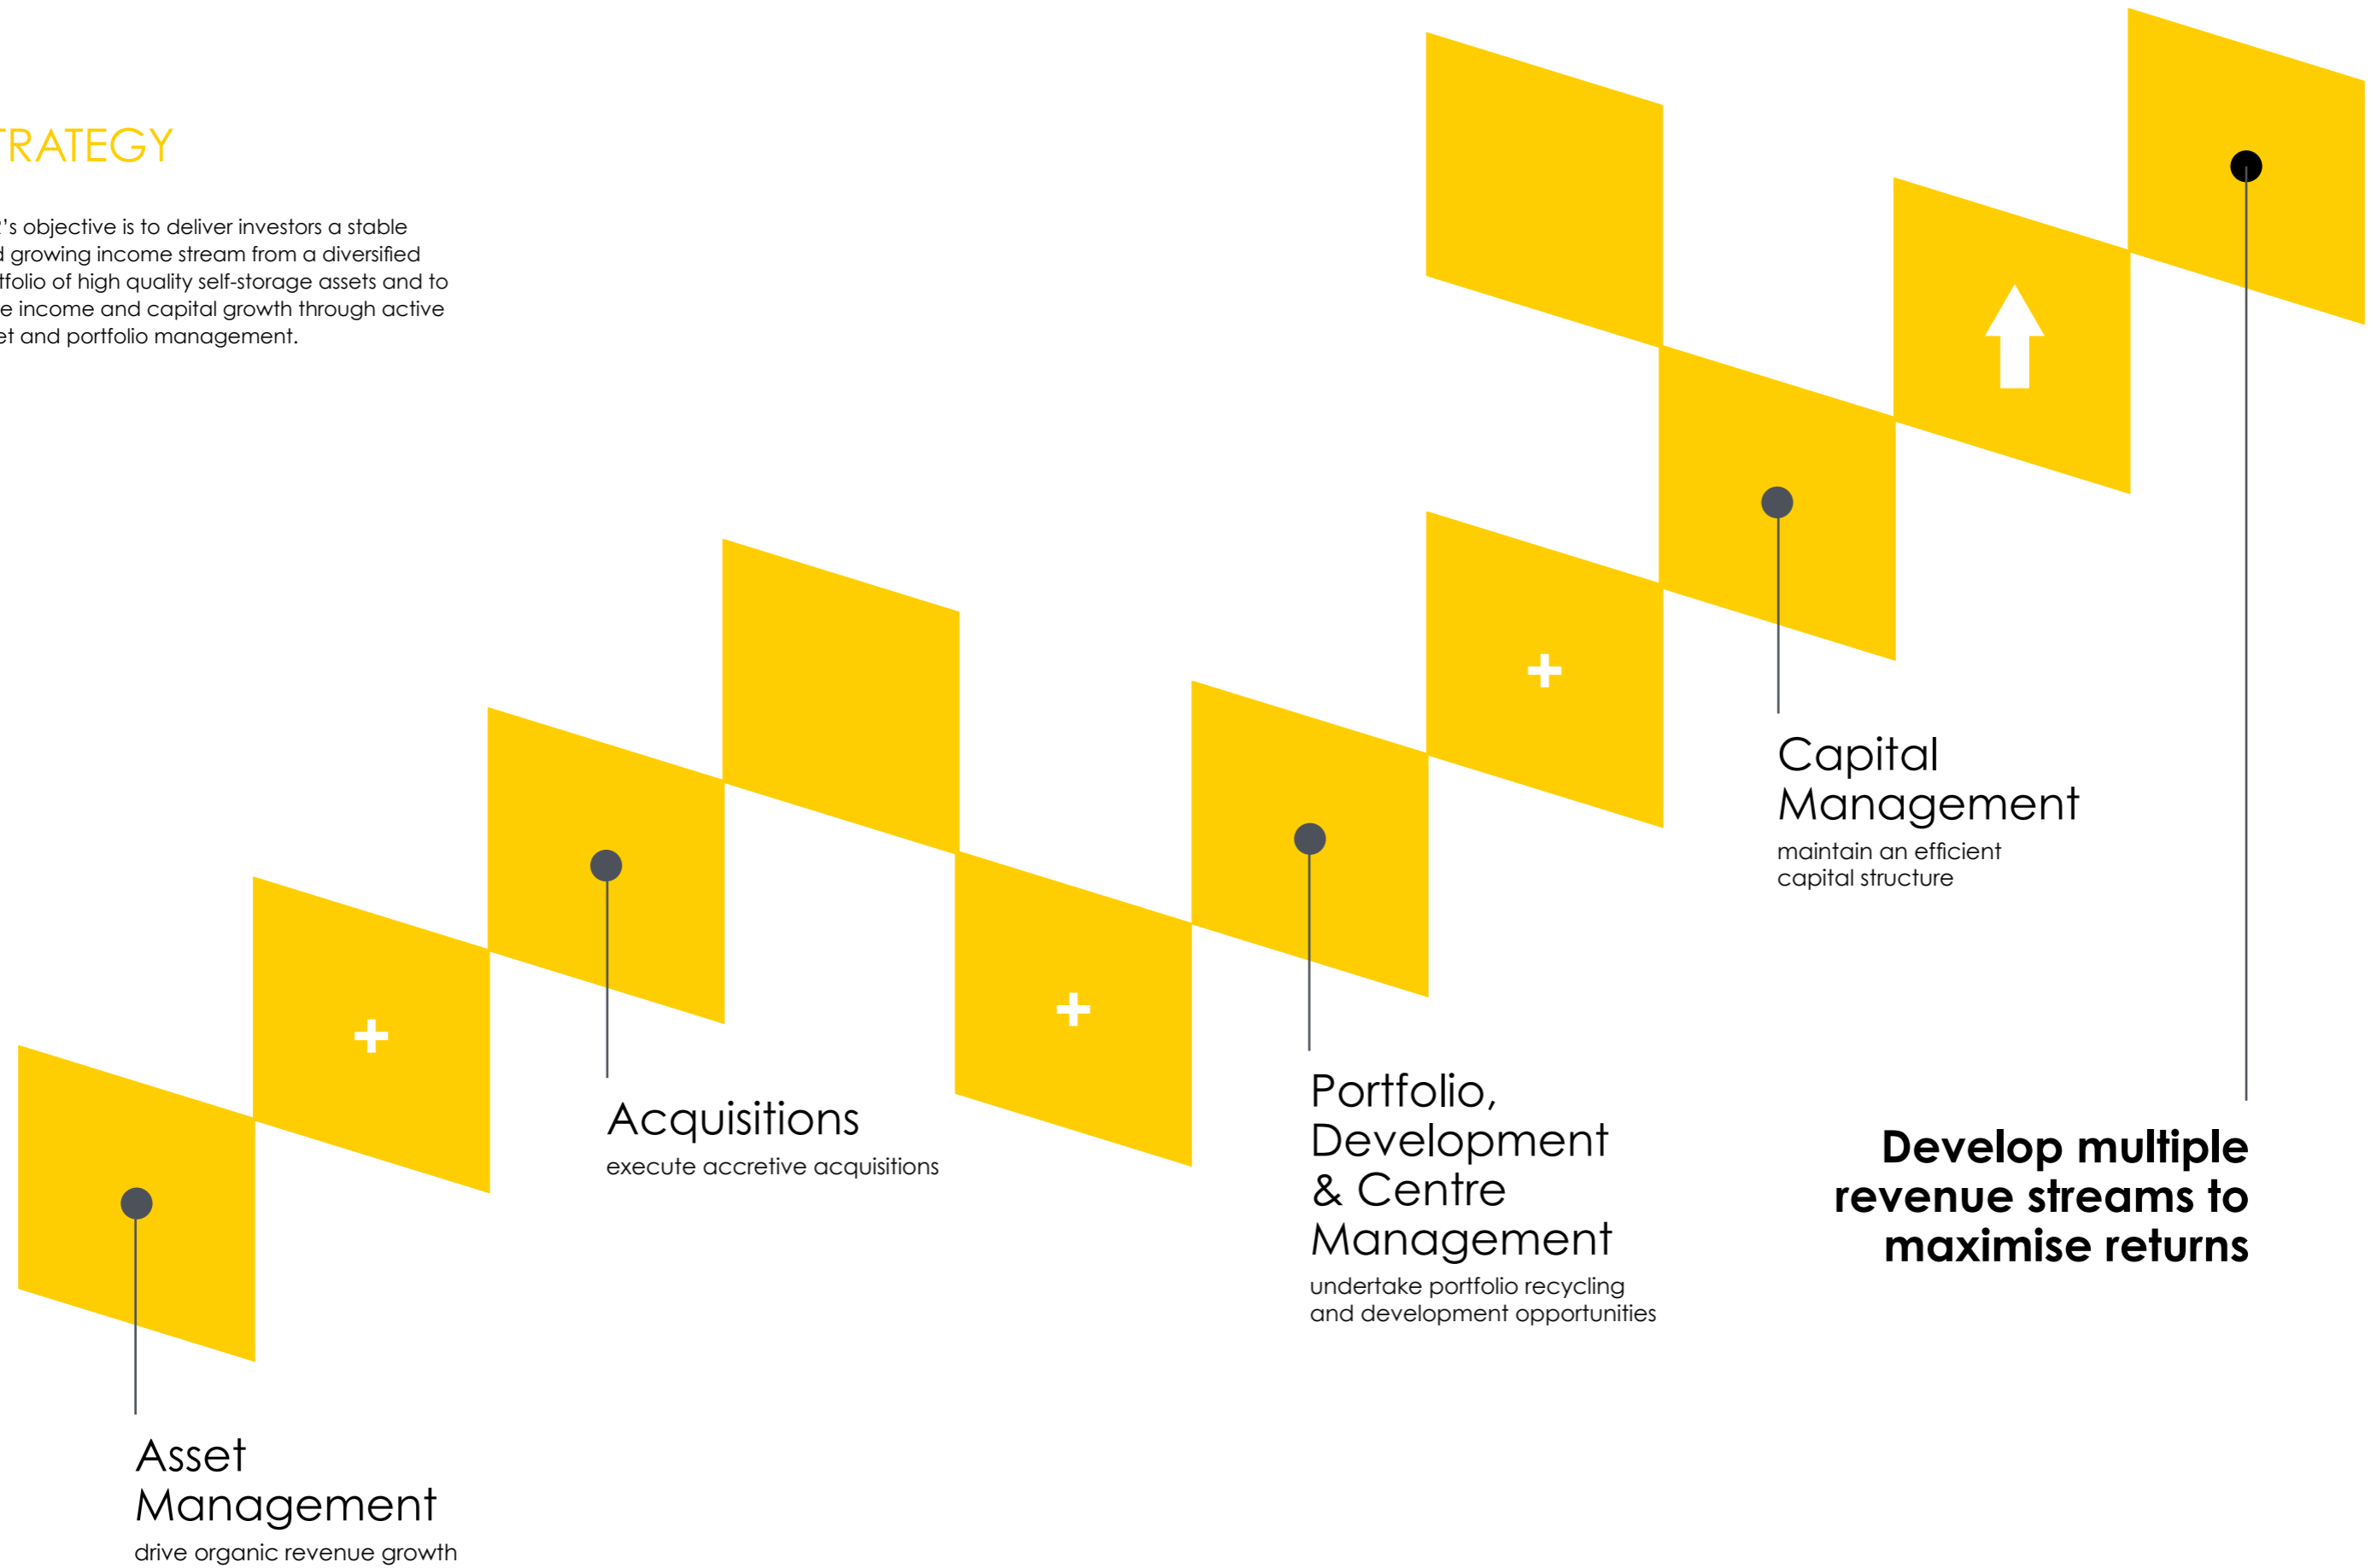 TRATEGY
's objective is to deliver investors a stable
growing income stream from a diversified
tfolio of high quality self-storage assets and to
income and capital growth through active
et and portfolio management.
+
+
+
Capital
Management
maintain an efficient
capital structure
Acquisitions
execute accretive acquisitions
Portfolio,
Development
& Centre
Management
undertake portfolio recycling
and development opportunities
Develop multiple
revenue streams to
maximise returns
Asset
Management
drive organic revenue growth